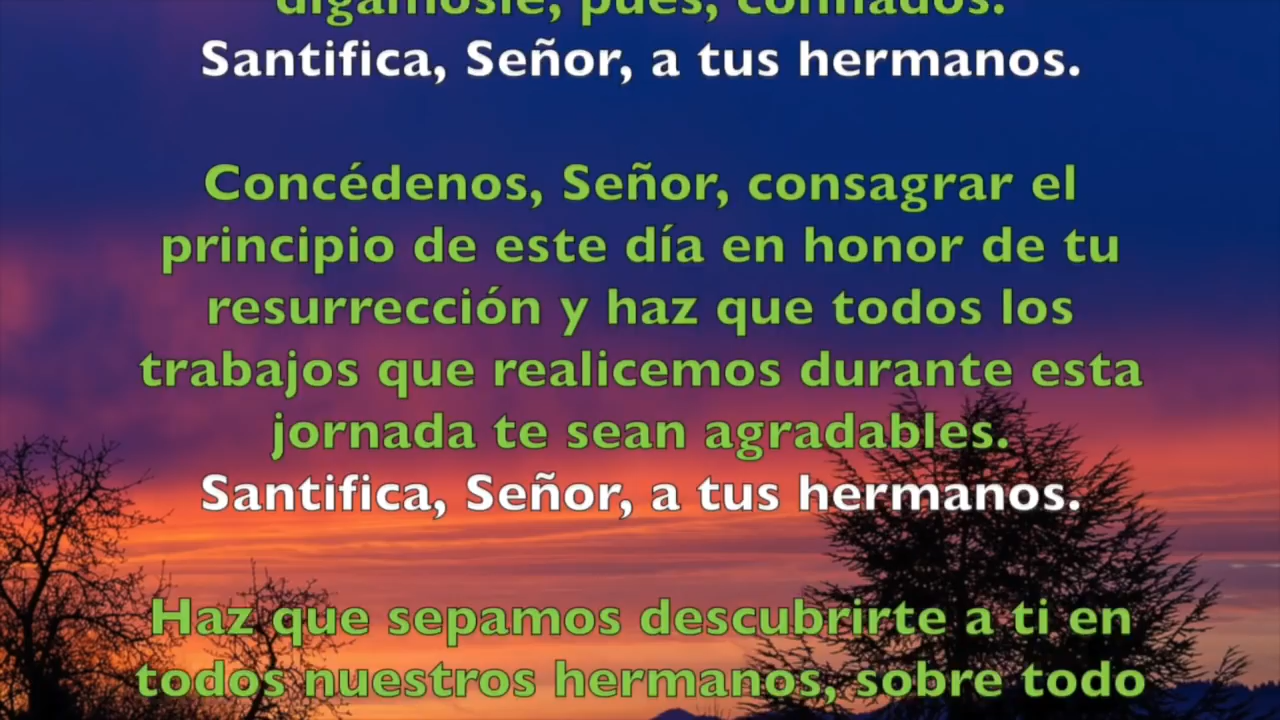 digámosle, pues, confiados:
Santifica, Señor, a tus hermanos.
Concédenos, Señor, consagrar el
principio de este día en honor de tu
resurrección y haz que todos los
trabajos que realicemos durante esta
jornada te sean agradables.
Santifica, Señor, a tus hermanos.
Haz que sepamos descubrirte a ti en
todos nuestros hermanos, sobre todo